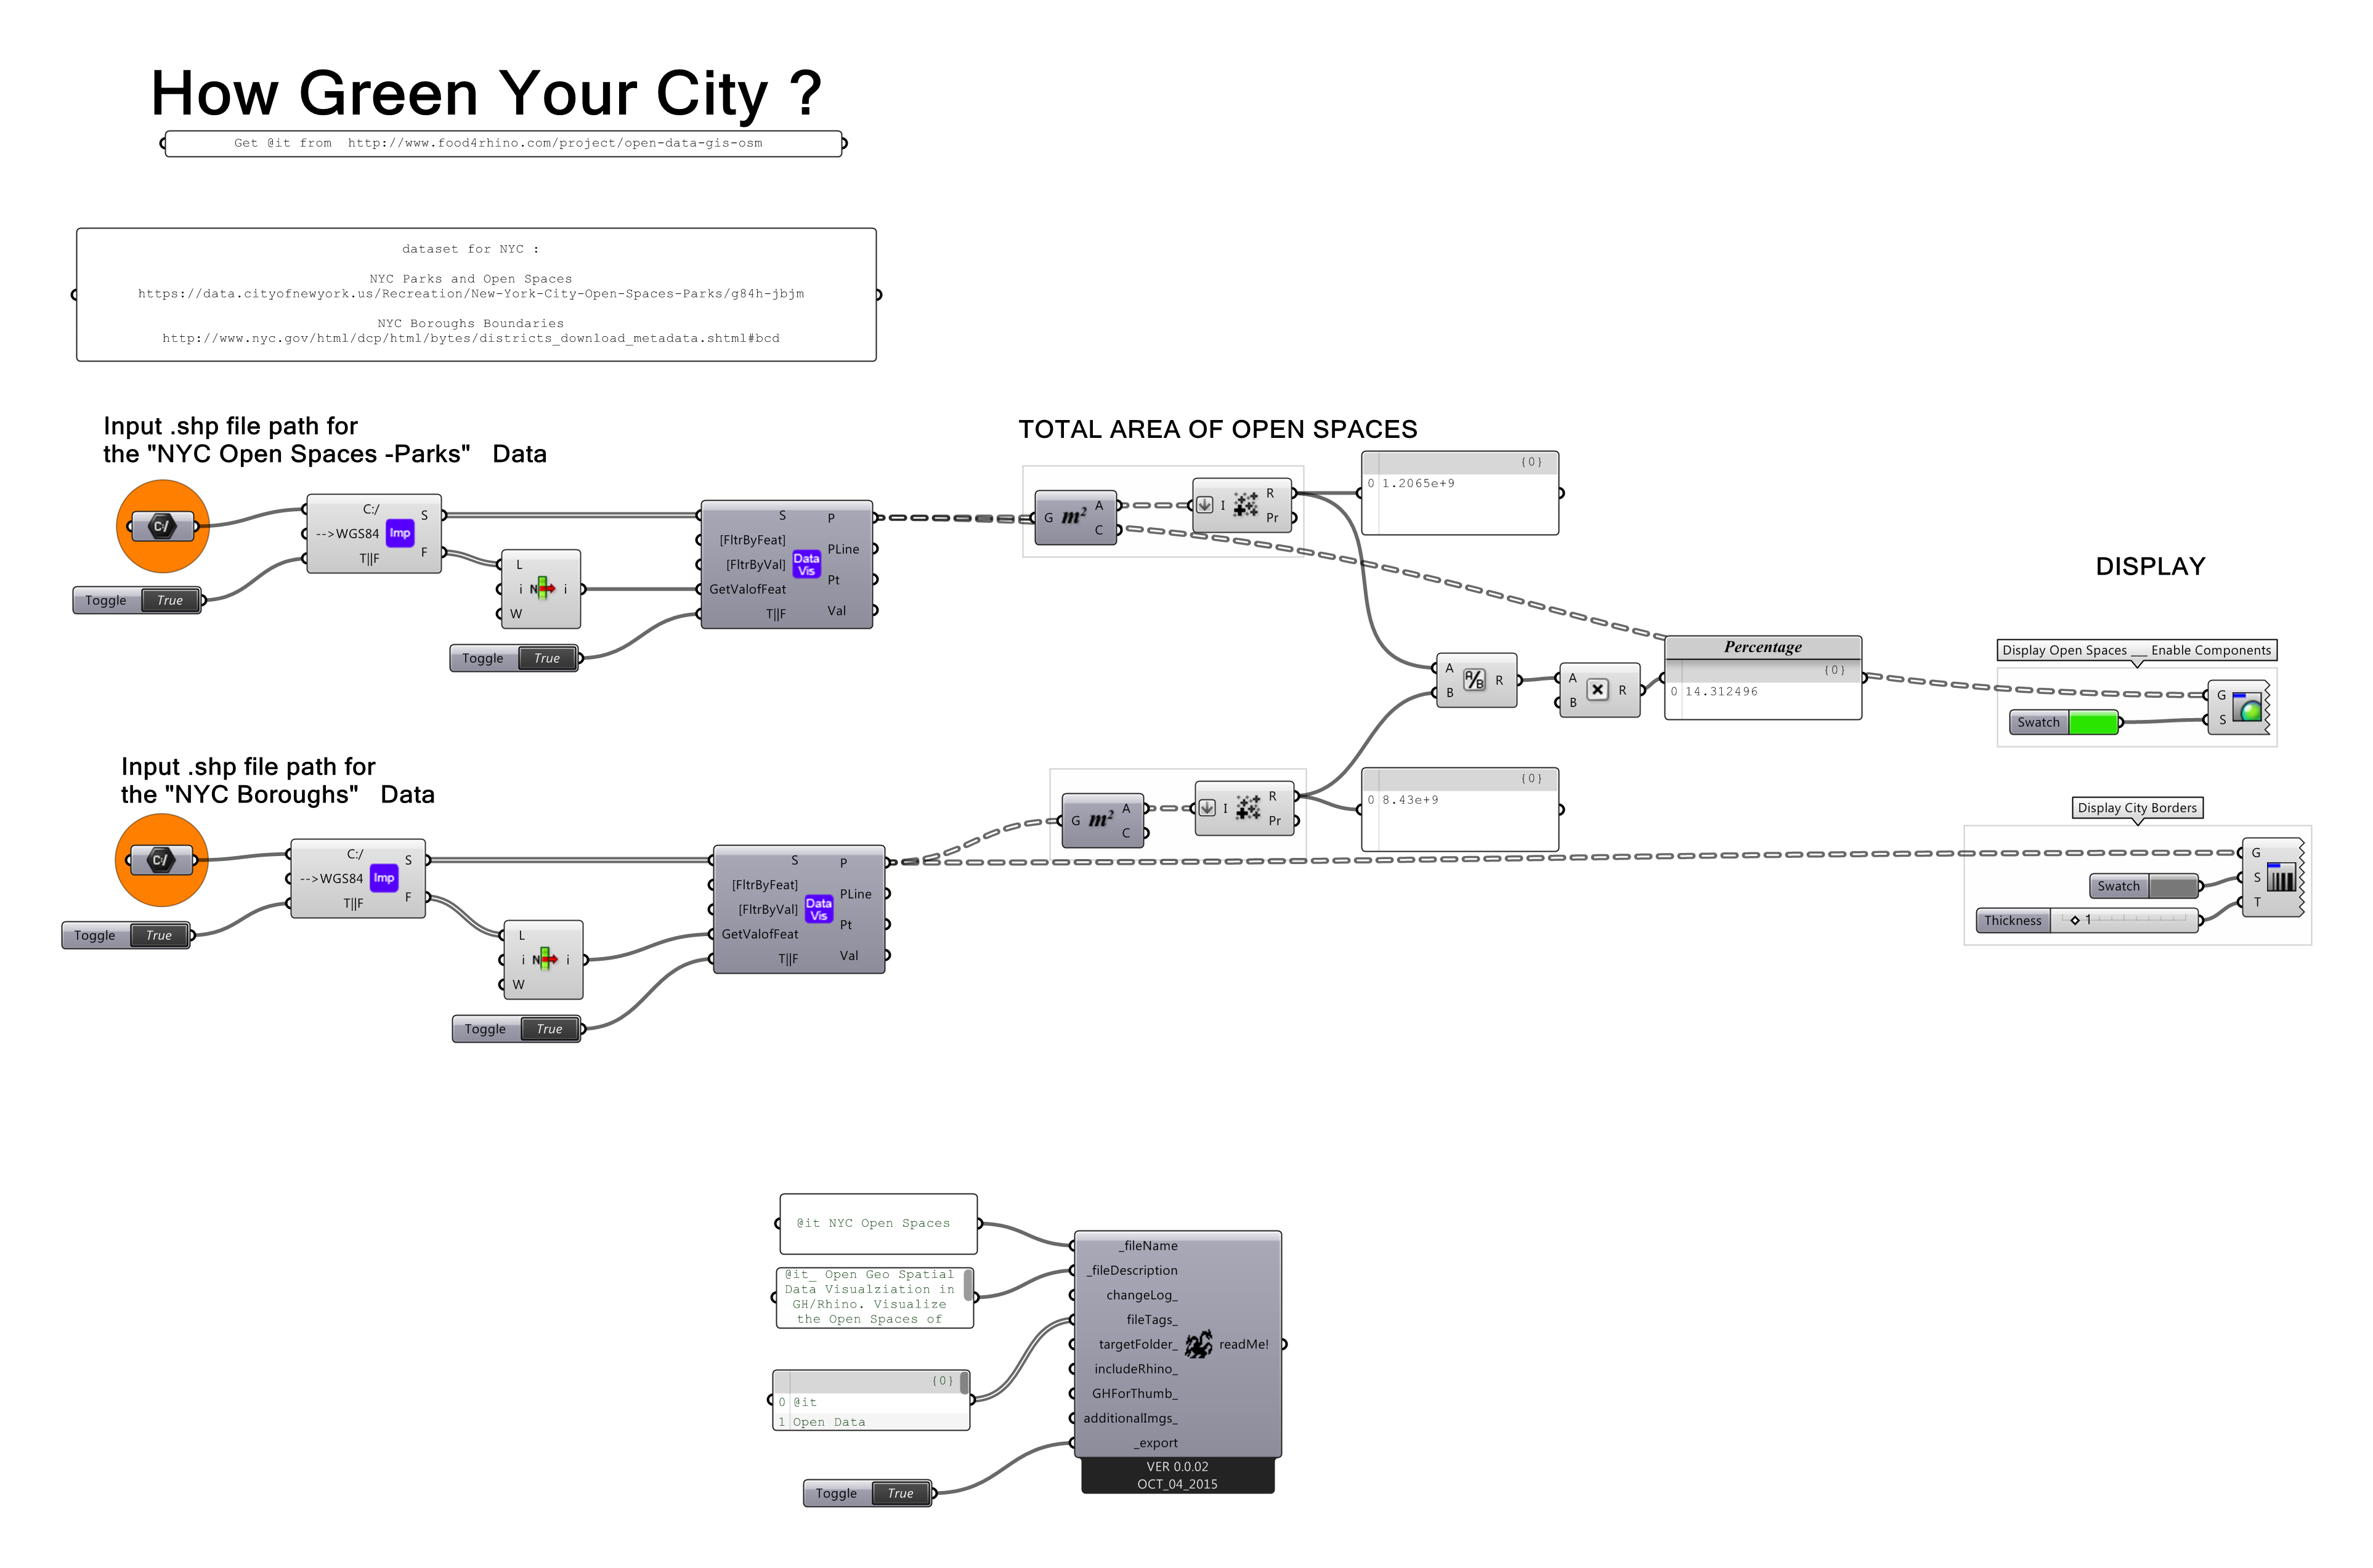 How Green Your City ?
Get @it from  http://www.food4rhino.com/project/open-data-gis-osm
dataset for NYC :
NYC Parks and Open Spaces
https://data.cityofnewyork.us/Recreation/New-York-City-Open-Spaces-Parks/g84h-jbjm
NYC Boroughs Boundaries
http://www.nyc.gov/html/dcp/html/bytes/districts_download_metadata.shtml#bcd
Input .shp file path for
the "NYC Open Spaces -Parks"   Data
C:/
C:/
-->WGS84
T||F
Imp
S
F
Toggle True
L
i N i
W
Toggle True
S
[FltrByFeat]
[FltrByVal]
GetValofFeat
T||F
Data
Vis
P
PLine
Pt
Val
TOTAL AREA OF OPEN SPACES
G m² A
C
I R
Pr
{0}
0 1.2065e+9
A
B
A/B
R
A
B
R
Percentage
{0}
0 14.312496
DISPLAY
Display Open Spaces ___ Enable Components
G
S
Swatch
Input .shp file path for
the "NYC Boroughs"   Data
C:/
C:/
-->WGS84
T||F
Imp
S
F
Toggle True
L
i N i
W
Toggle True
S
[FltrByFeat]
[FltrByVal]
GetValofFeat
T||F
Data
Vis
P
PLine
Pt
Val
G m² A
C
I R
Pr
{0}
0 8.43e+9
Display City Borders
G
S
T
Swatch
Thickness 1
@it NYC Open Spaces
@it_ Open Geo Spatial
Data Visualziation in
GH/Rhino. Visualize
the Open Spaces of
{0}
0 @it
1 Open Data
Toggle True
_fileName
_fileDescription
changeLog_
fileTags_
targetFolder_
includeRhino_
GHForThumb_
additionalImgs_
_export
readMe!
VER 0.0.02
OCT_04_2015